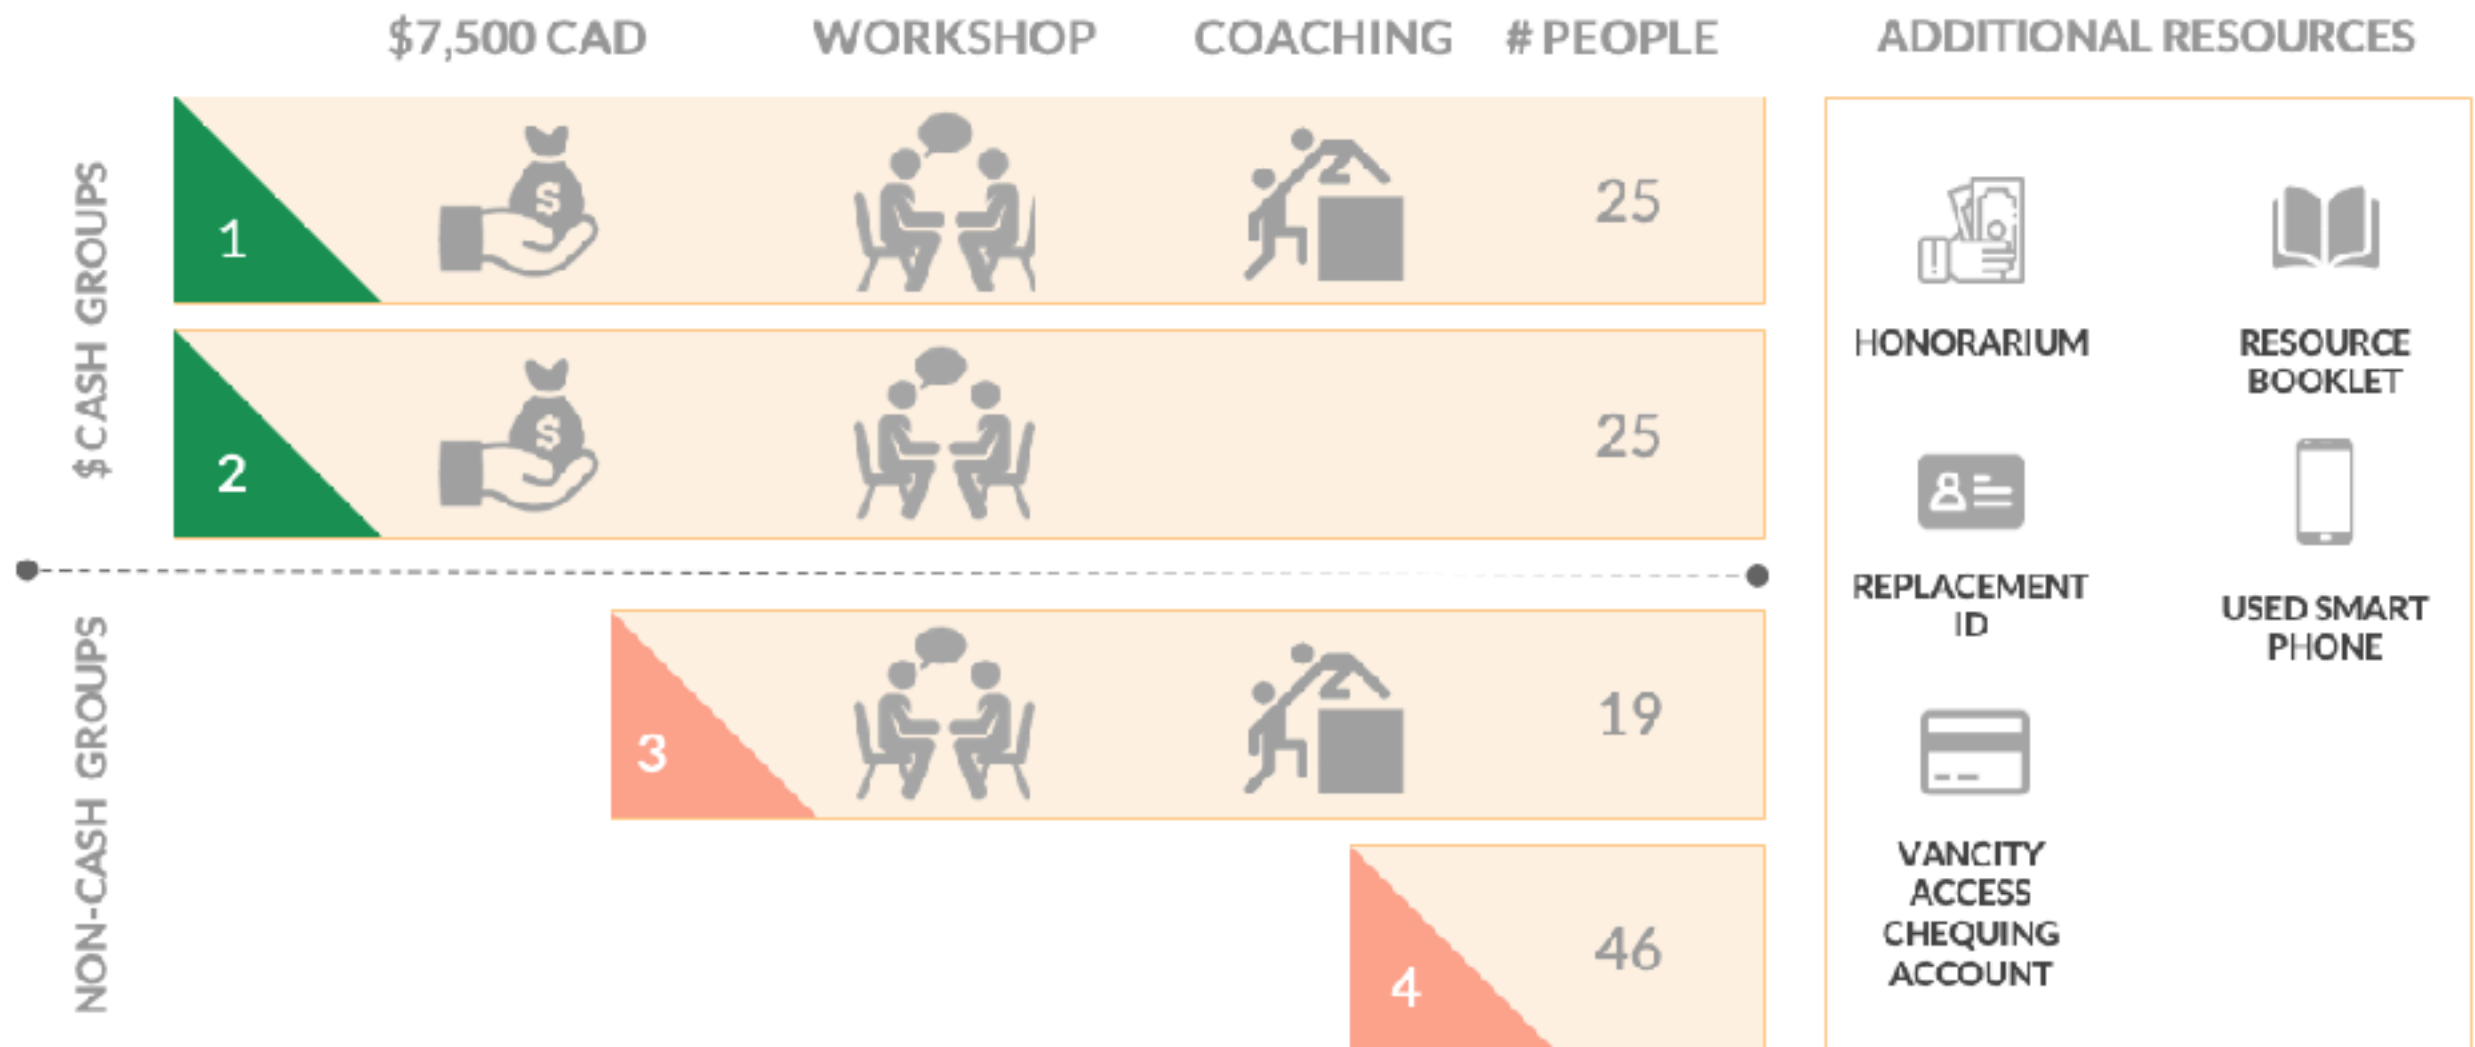 $7,500 CAD
WORKSHOP
COACHING
# PEOPLE
ADDITIONAL RESOURCES
$ CASH GROUPS
1
$
25
2
$
25
NON-CASH GROUPS
3
19
4
46
HONORARIUM
RESOURCE
BOOKLET
REPLACEMENT
ID
USED SMART
PHONE
VANCITY
ACCESS
CHEQUING
ACCOUNT